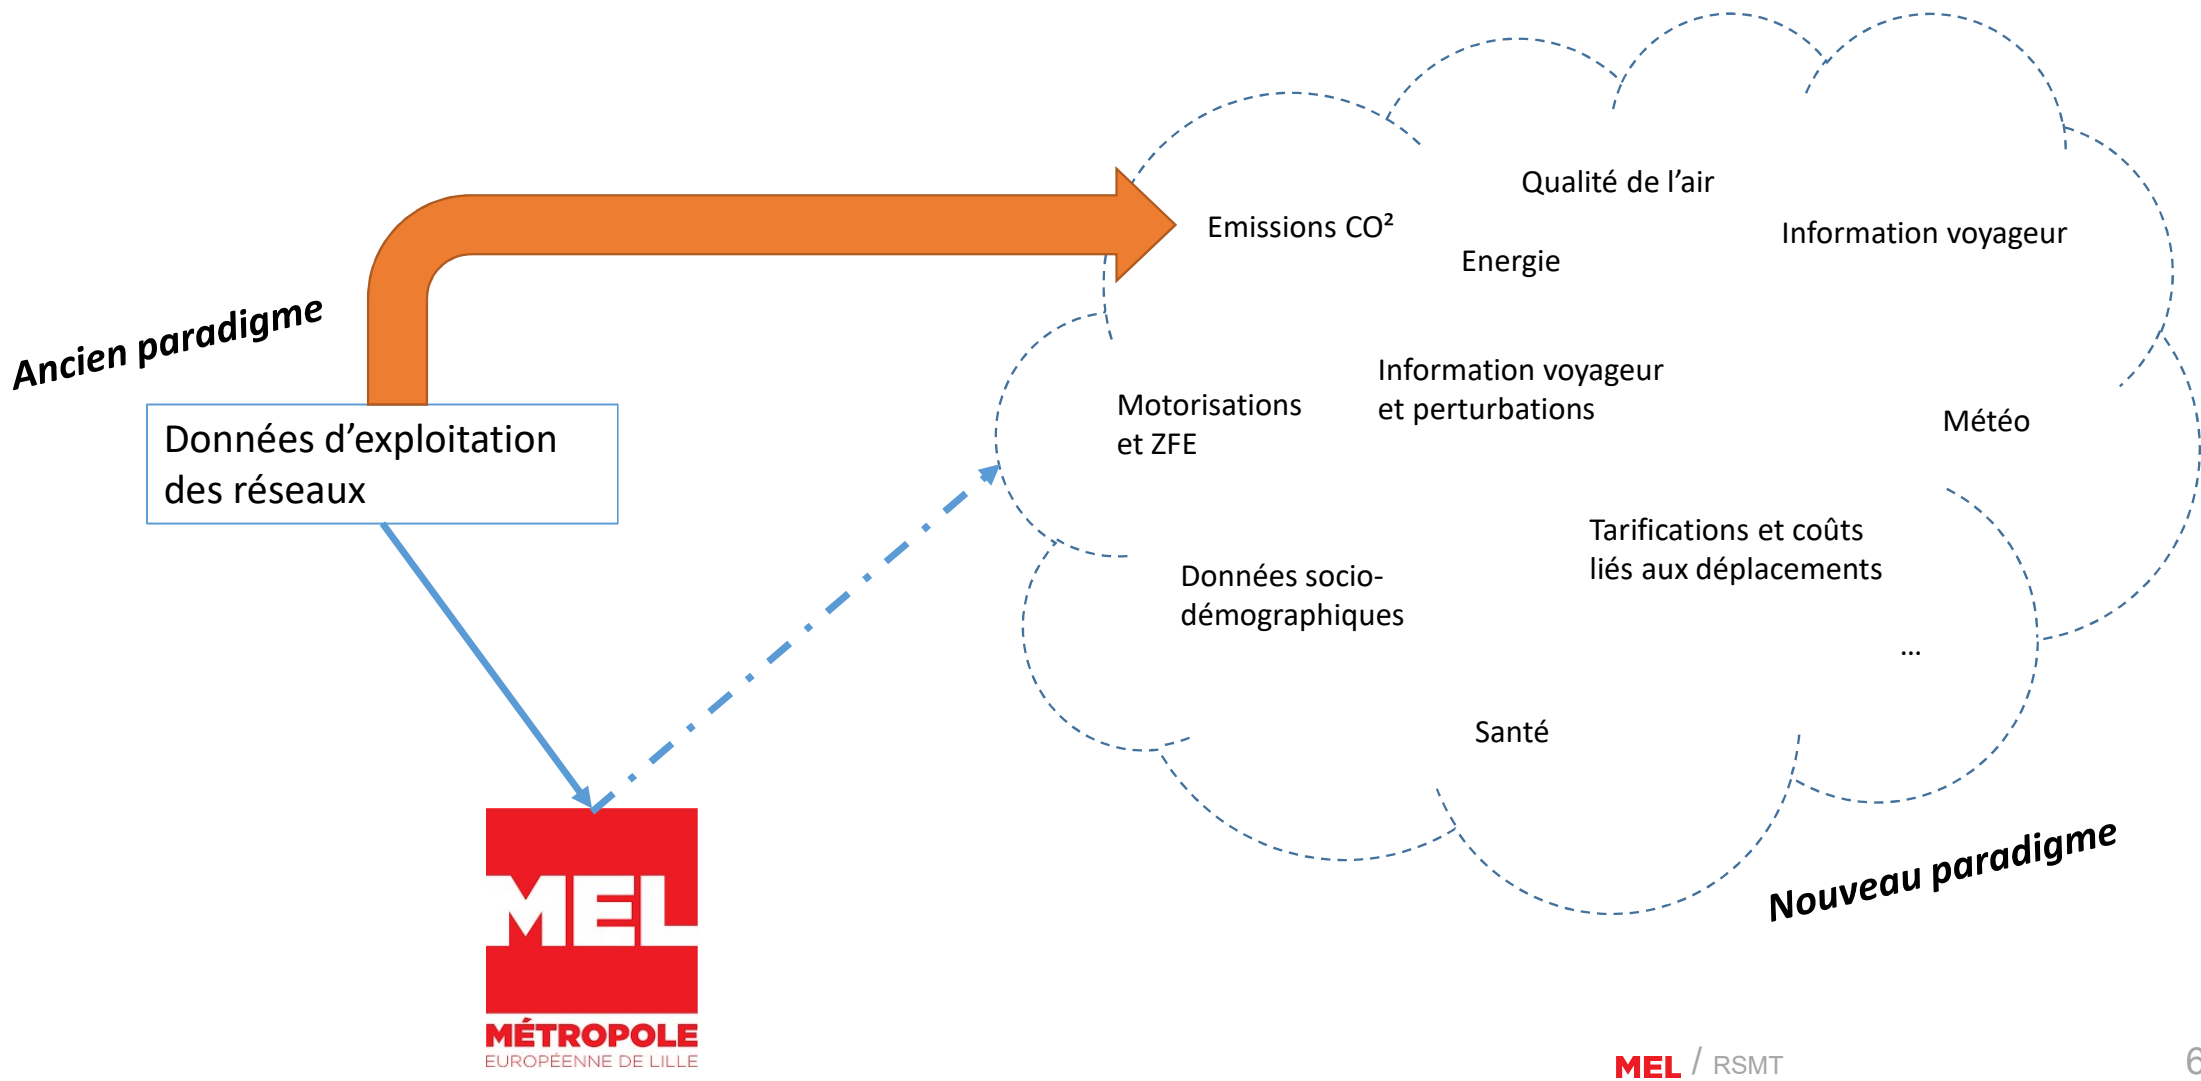 Ancien paradigme
Données d’exploitation
des réseaux
Qualité de l’air
Emissions CO²
Information voyageur
Energie
Information voyageur
et perturbations
Motorisations
et ZFE
Météo
Tarifications et coûts
liés aux déplacements
Données socio-
démographiques
...
Santé
Nouveau paradigme
MEL
MÉTROPOLE
EUROPÉENNE DE LILLE
MEL / RSMT
6